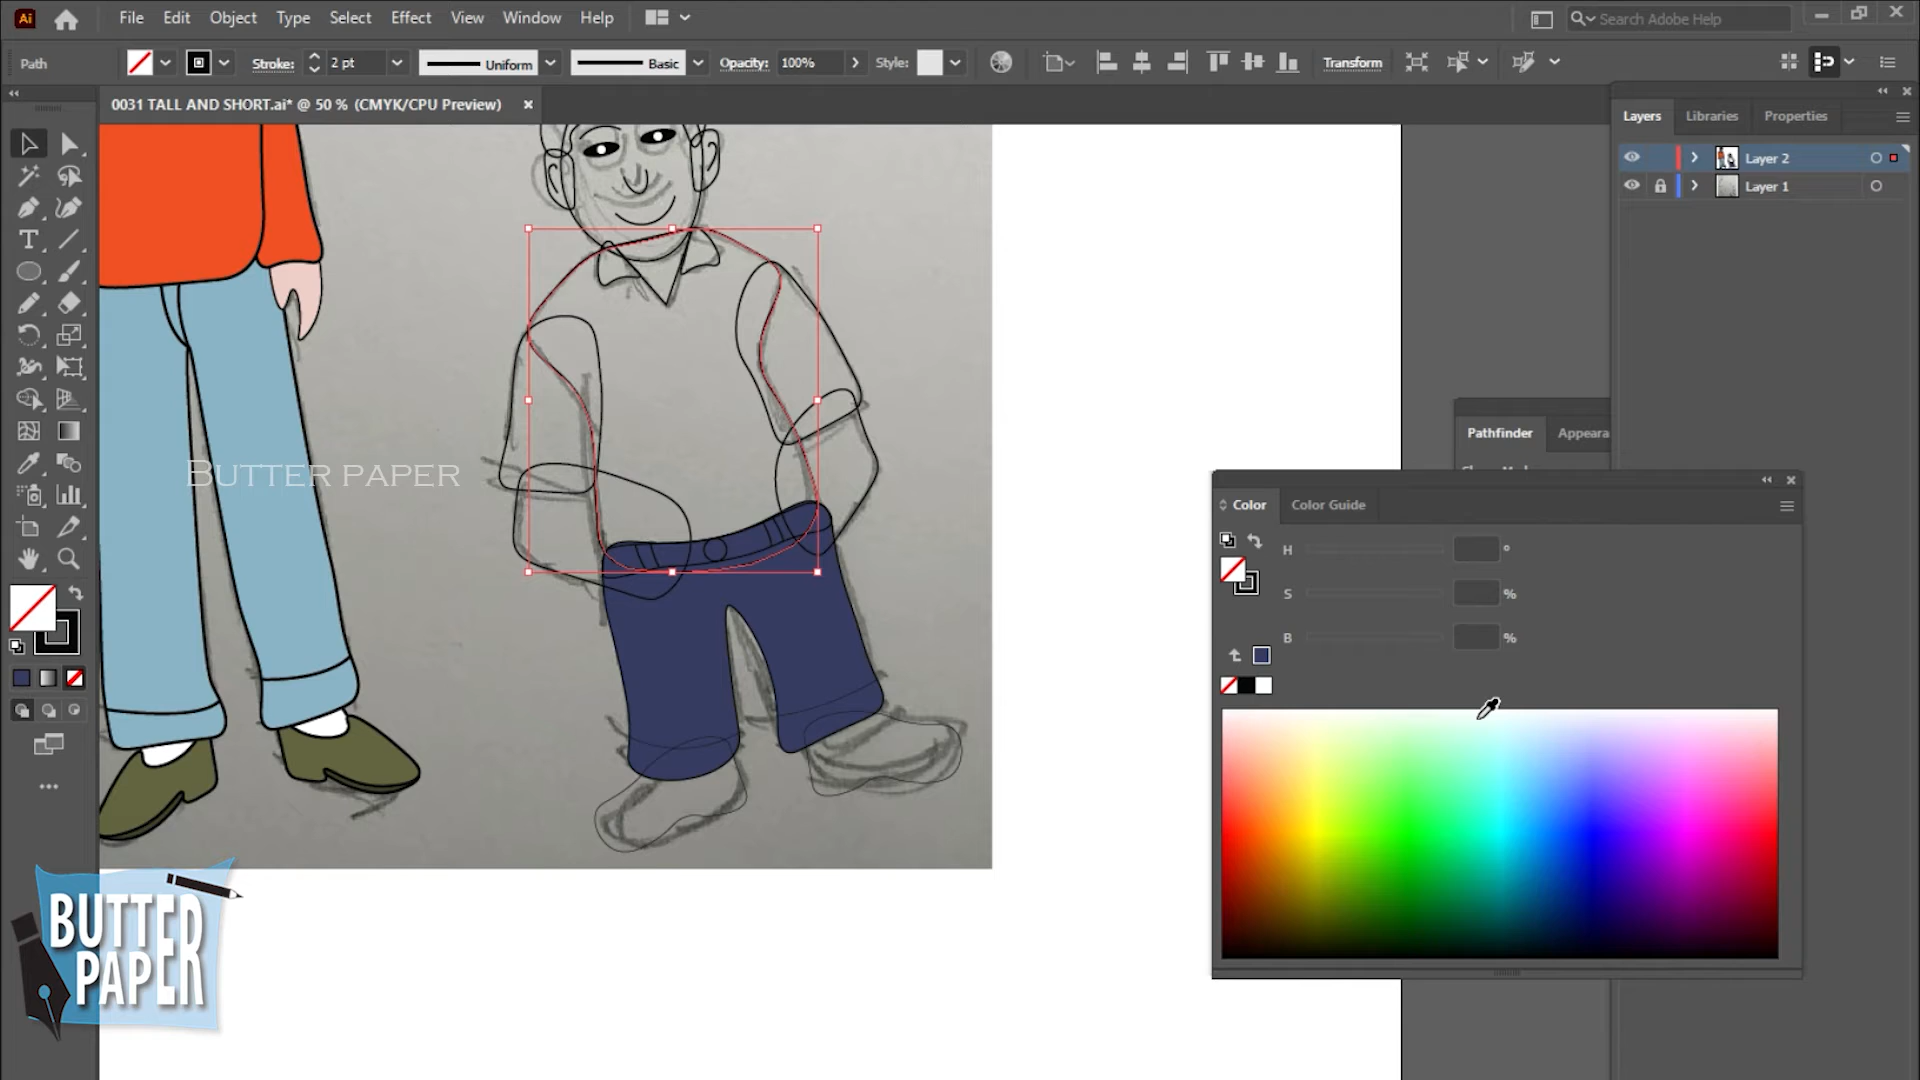 Ai File Edit Object Type Select Effect View Window Help Search Adobe Help
Path Stroke: 2 pt Uniform Basic Opacity: 100% Style: Transform
0031 TALL AND SHORT.ai* @ 50 % (CMYK/CPU Preview)
Layers Libraries Properties
Layer 2
Layer 1
Pathfinder Appeara
Color Color Guide
H °
S %
B %
BUTTER PAPER
BUTTER
PAPER